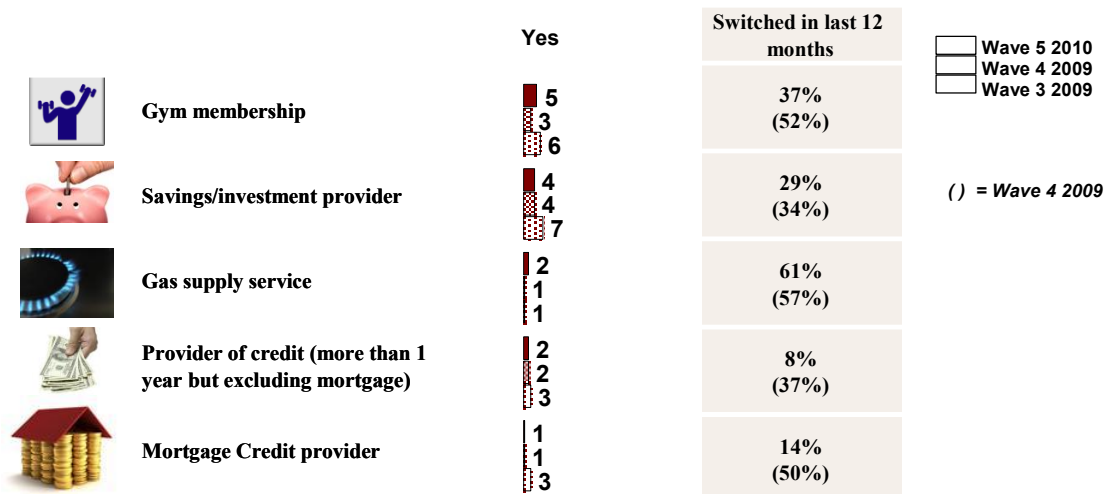 Yes
Switched in last 12
months
Wave 5 2010
Wave 4 2009
Wave 3 2009
Gym membership
5
3
6
37%
(52%)
Savings/investment provider
4
4
7
29%
(34%)
( ) = Wave 4 2009
Gas supply service
2
1
1
61%
(57%)
Provider of credit (more than 1
year but excluding mortgage)
2
2
3
8%
(37%)
Mortgage Credit provider
1
1
3
14%
(50%)